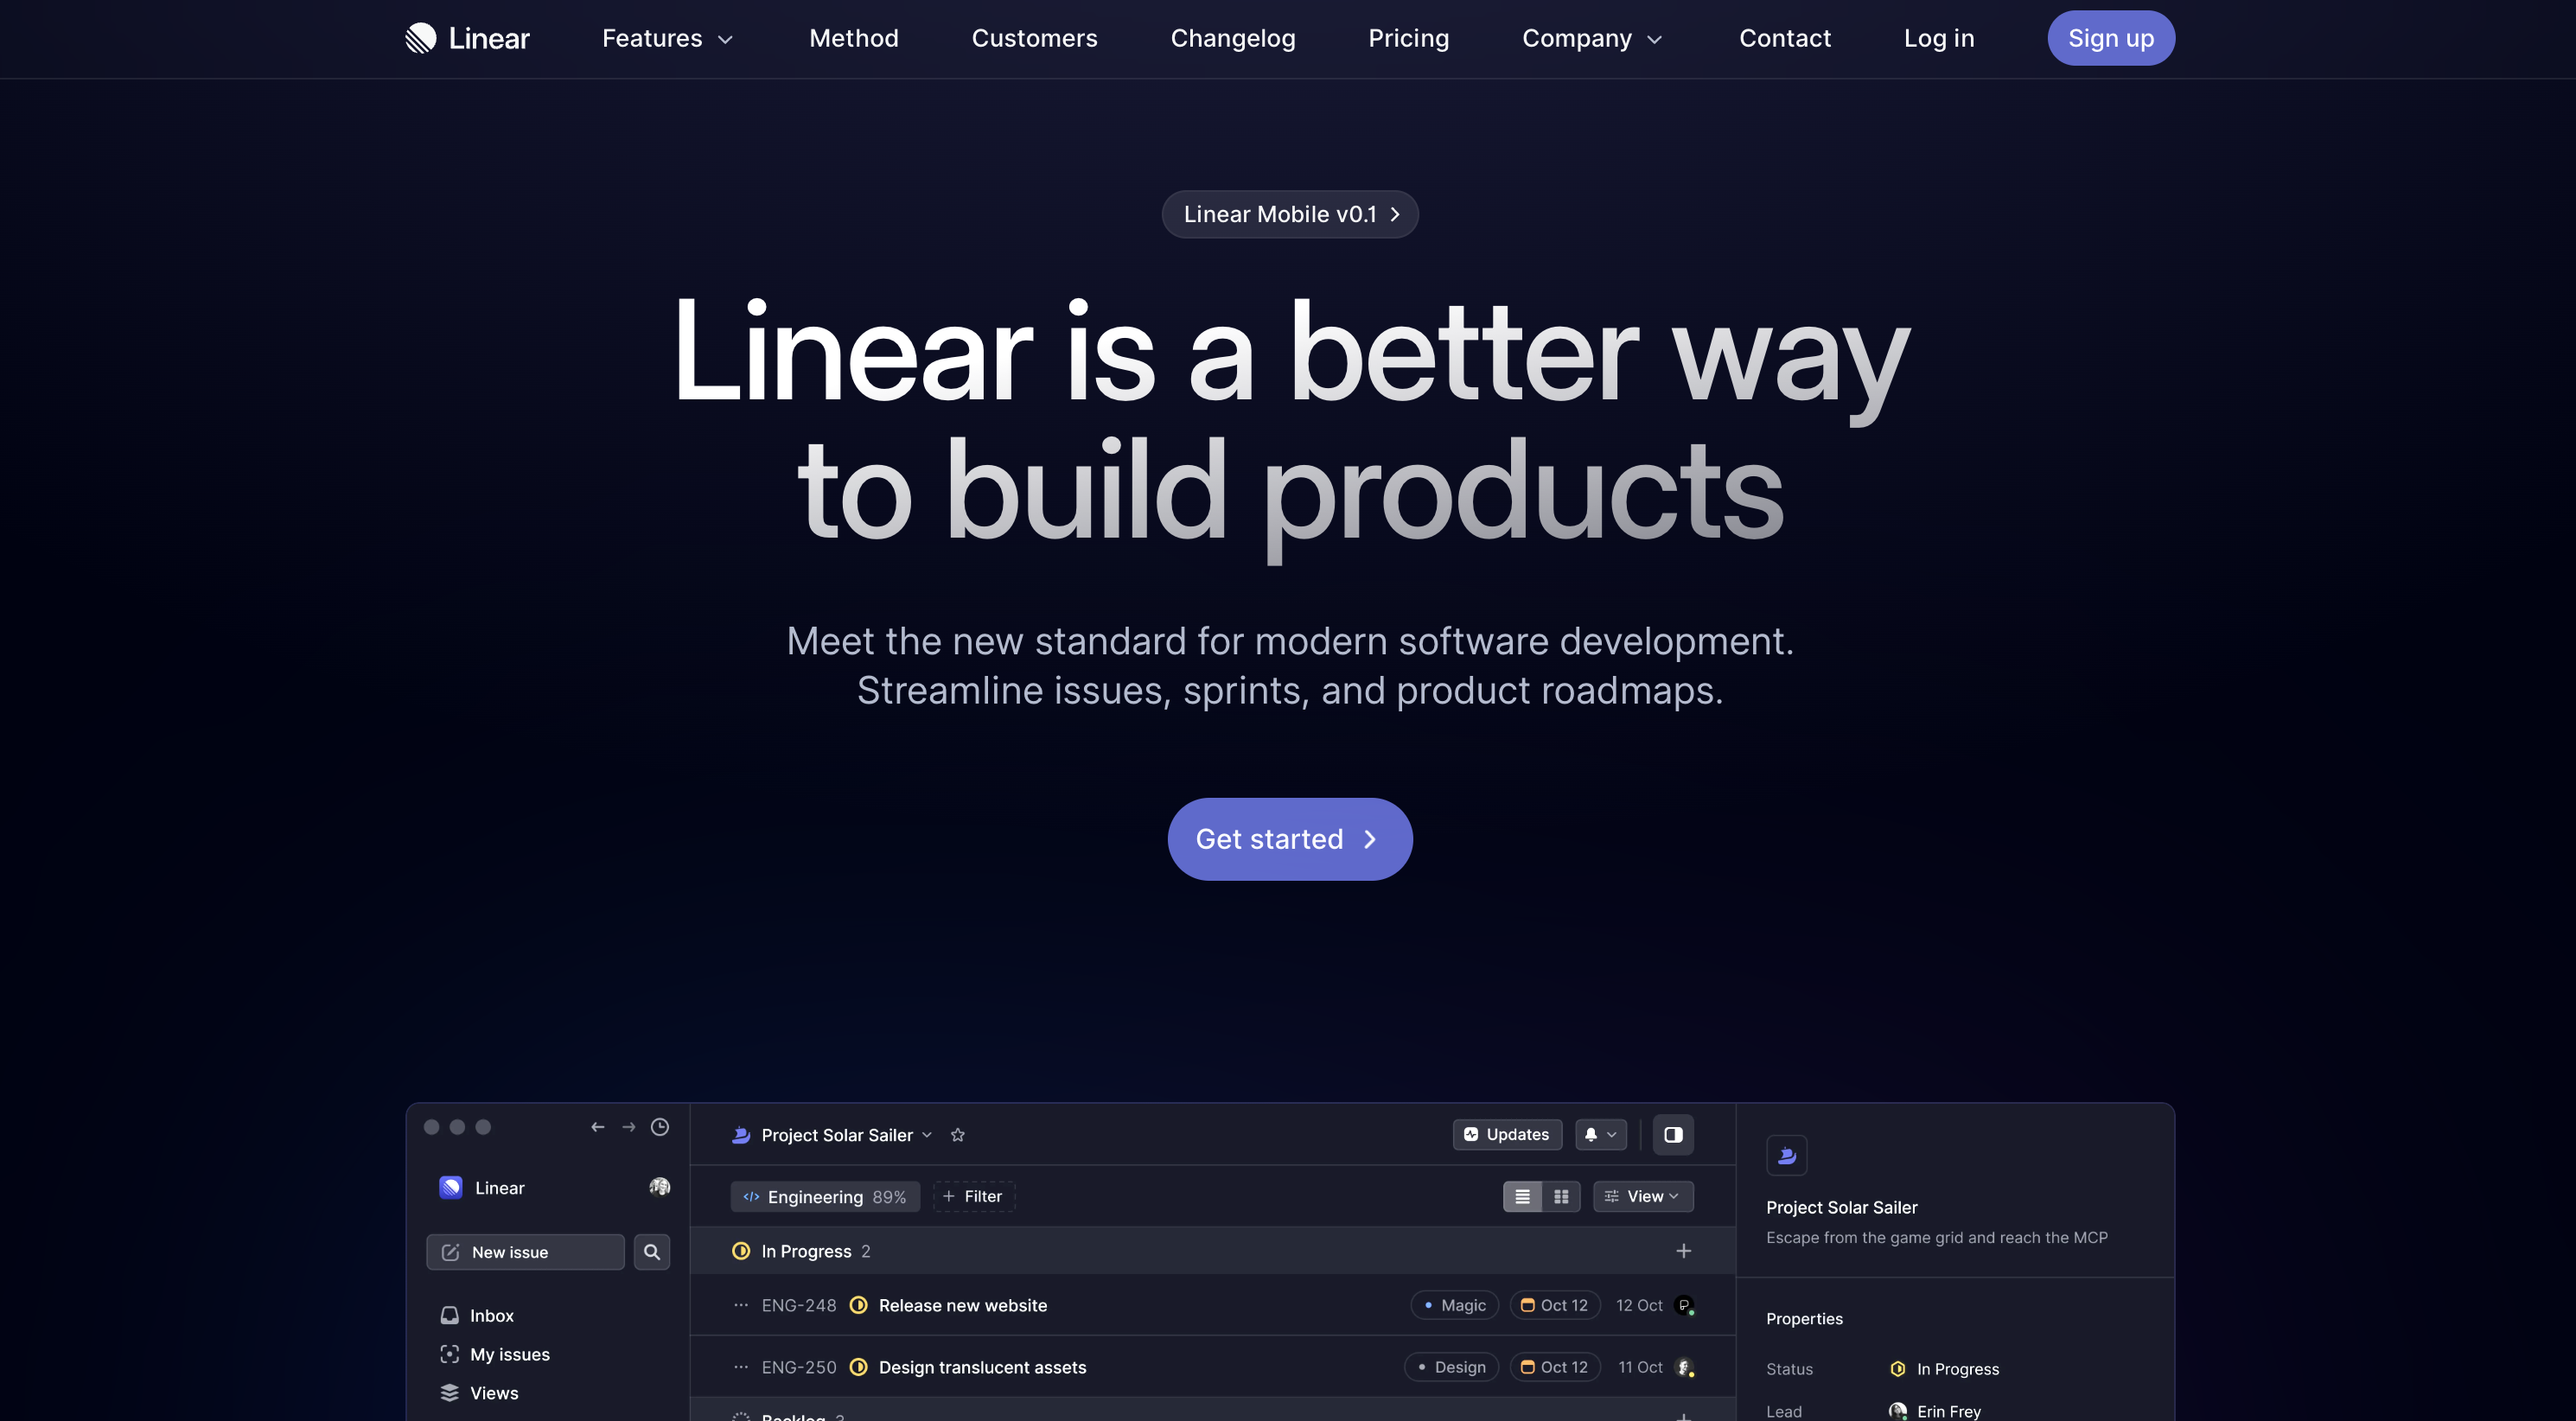 Linear
Features
Method
Customers
Changelog
Pricing
Company
Contact
Log in
Sign up
Linear Mobile v0.1
Linear is a better way
to build products
Meet the new standard for modern software development.
Streamline issues, sprints, and product roadmaps.
Get started
Linear
New issue
Inbox
My issues
Views
Project Solar Sailer
Updates
Engineering 89%
Filter
View
In Progress 2
ENG-248 Release new website Magic Oct 12 12 Oct
ENG-250 Design translucent assets Design Oct 12 11 Oct
Backlog 3
Project Solar Sailer
Escape from the game grid and reach the MCP
Properties
Status In Progress
Lead Erin Frey